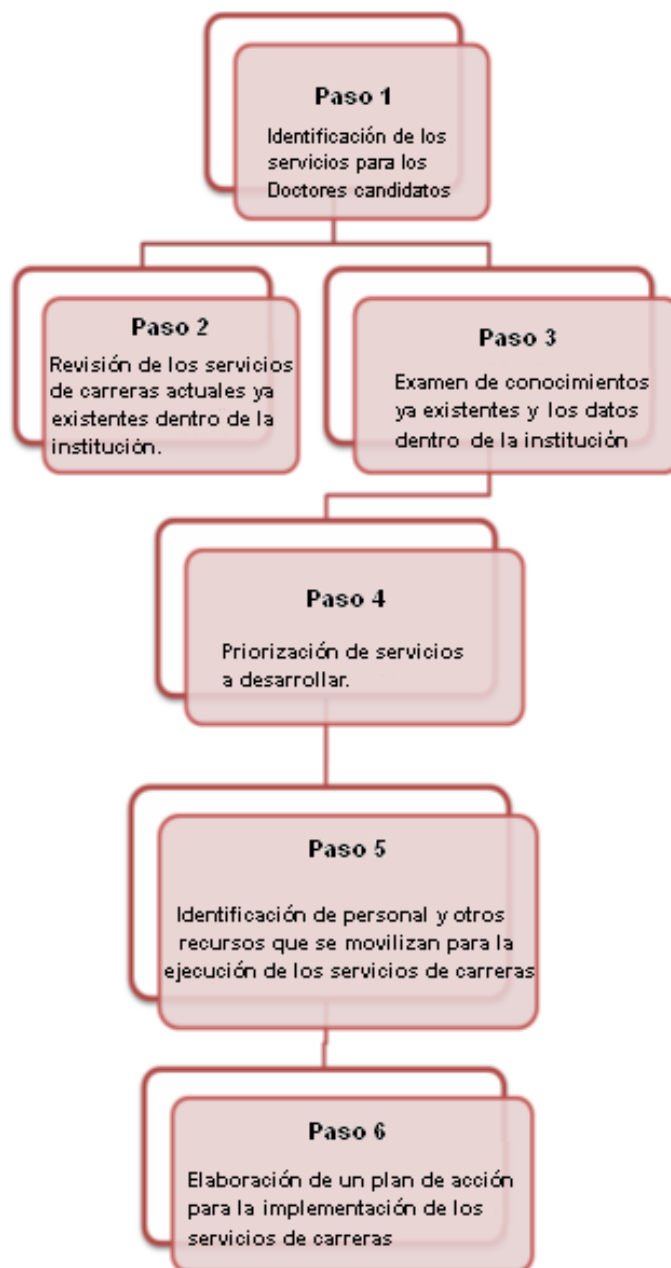 Paso 1
Identificación de los
servicios para los
Doctores candidatos
Paso 2
Revisión de los servicios
de carreras actuales ya
existentes dentro de la
institución.
Paso 3
Examen de conocimientos
ya existentes y los datos
dentro de la institución
Paso 4
Priorización de servicios
a desarrollar.
Paso 5
Identificación de personal y otros
recursos que se movilizan para la
ejecución de los servicios de carreras
Paso 6
Elaboración de un plan de acción
para la implementación de los
servicios de carreras